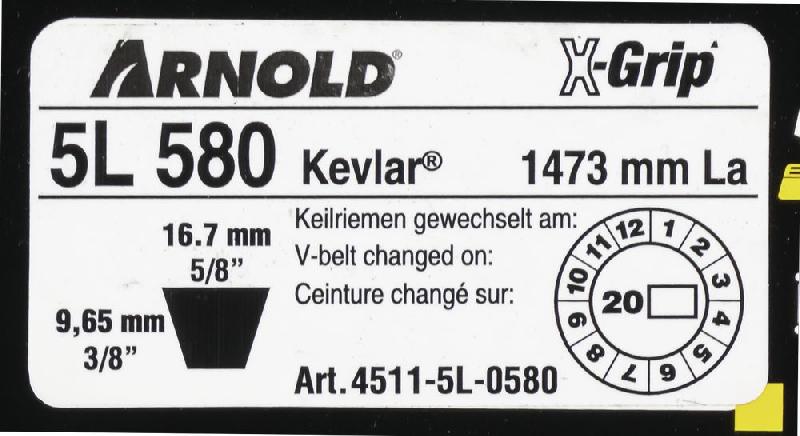 ARNOLD® X-Grip
5L 580 Kevlar® 1473 mm La
16.7 mm
5/8”
9,65 mm
3/8”
Keilriemen gewechselt am:
V-belt changed on:
Ceinture changé sur:
1 2 3 4 5 6 7 8 9 10 11 12
20
Art.4511-5L-0580